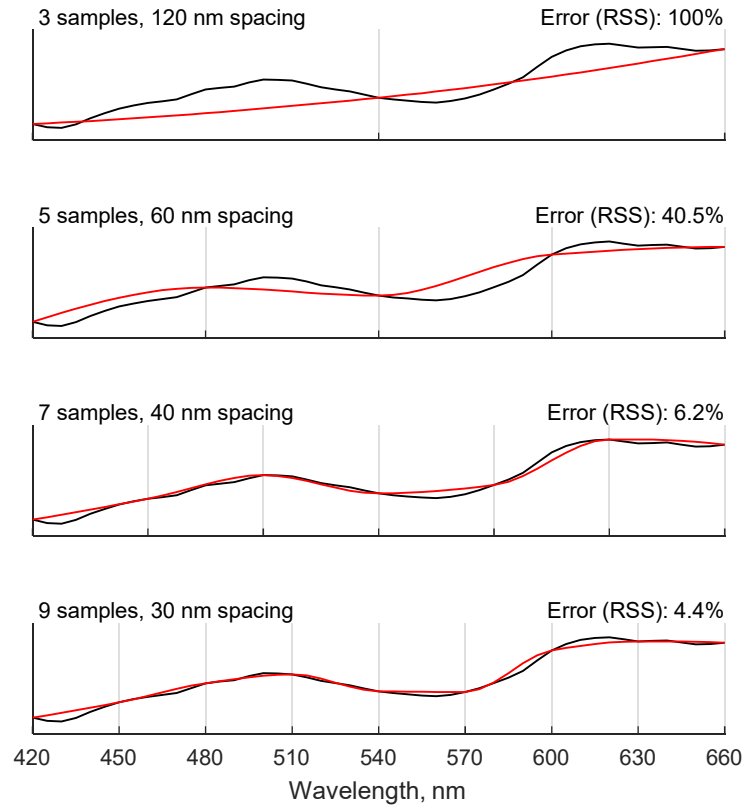 3 samples, 120 nm spacing Error (RSS): 100%
5 samples, 60 nm spacing Error (RSS): 40.5%
7 samples, 40 nm spacing Error (RSS): 6.2%
9 samples, 30 nm spacing Error (RSS): 4.4%
420 450 480 510 540 570 600 630 660
Wavelength, nm